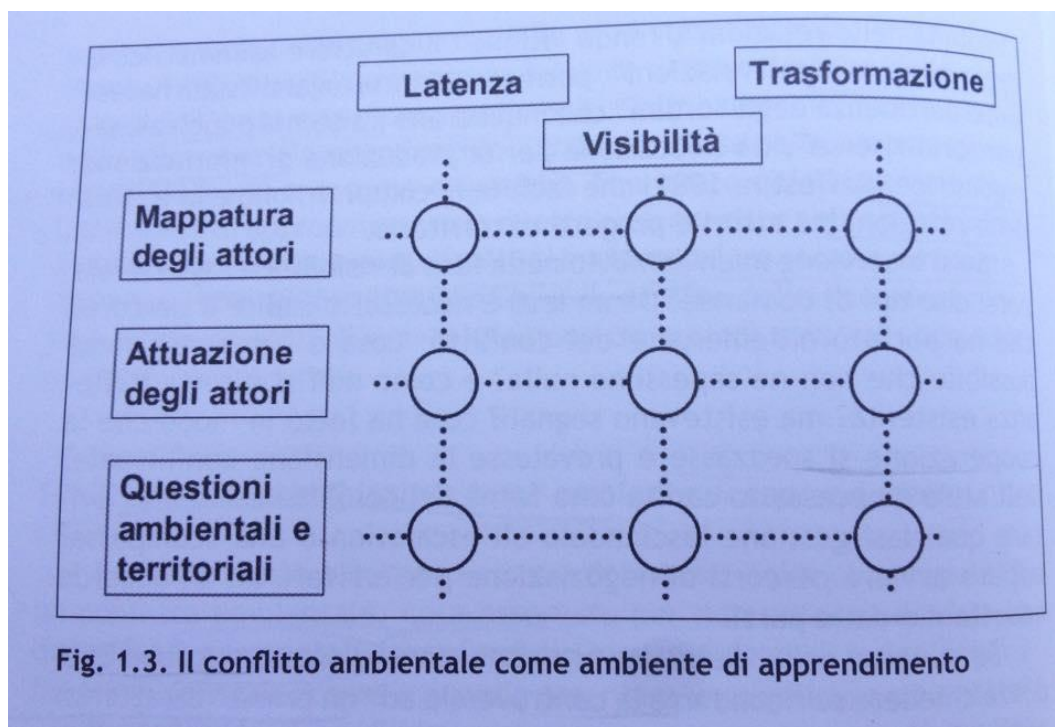 Latenza
Trasformazione
Visibilità
Mappatura
degli attori
Attuazione
degli attori
Questioni
ambientali e
territoriali
Fig. 1.3. Il conflitto ambientale come ambiente di apprendimento